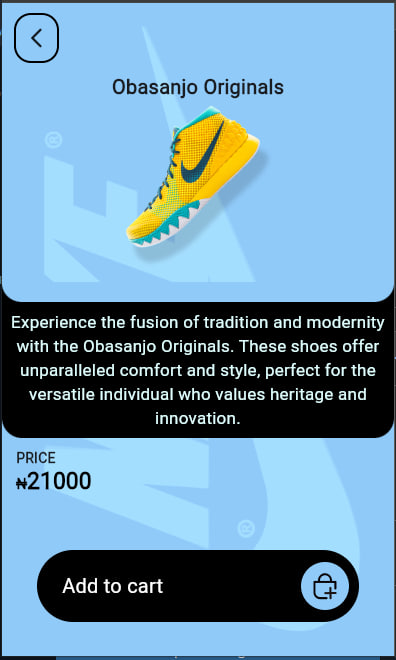 Obasanjo Originals
Experience the fusion of tradition and modernity
with the Obasanjo Originals. These shoes offer
unparalleled comfort and style, perfect for the
versatile individual who values heritage and
innovation.
PRICE
₦21000
Add to cart